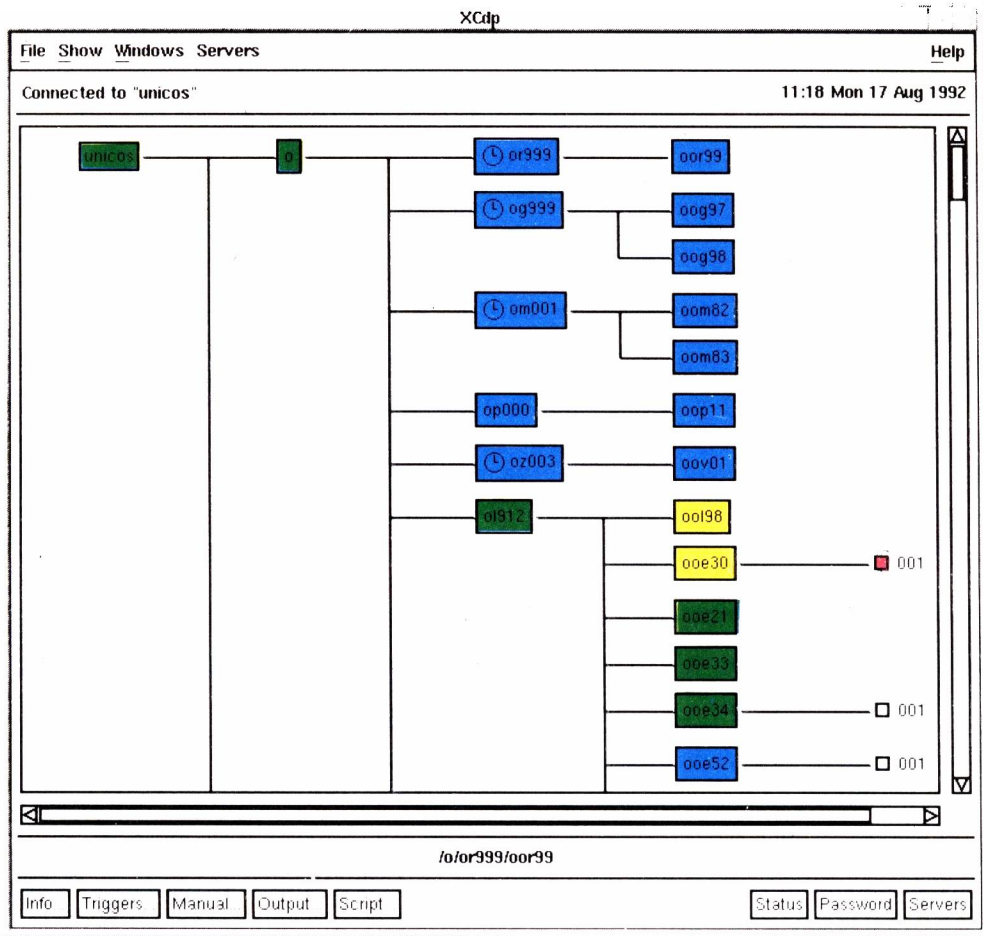 XCdp
File Show Windows Servers Help
Connected to "unicos" 11:18 Mon 17 Aug 1992
unicos o or999 oor99
og999 oog97
oog98
om001 oom82
oom83
op000 oop11
oz003 oov01
ol912 ool98
ooe30 001
ooe21
ooe33
ooe34 001
ooe52 001
/o/or999/oor99
Info Triggers... Manual... Output... Script... Status Password Servers